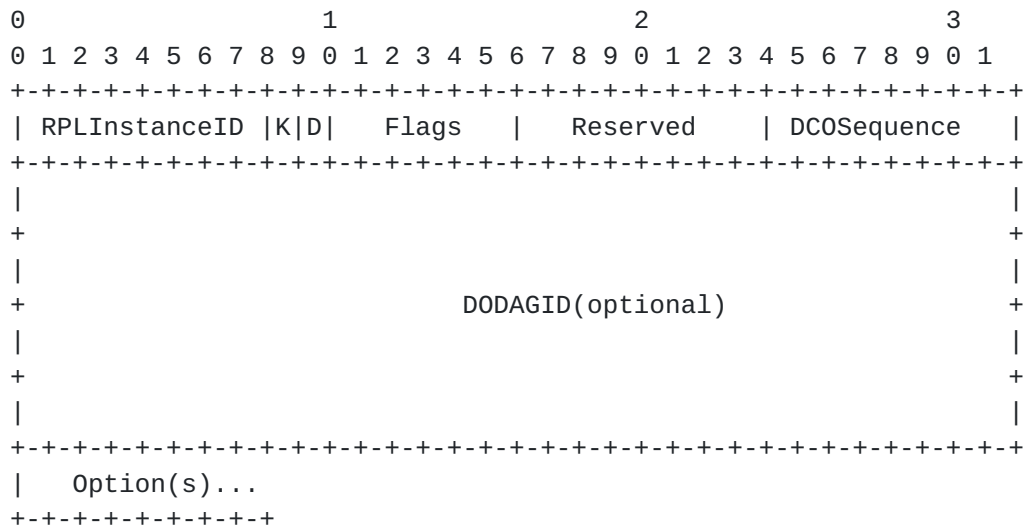 0                   1                   2                   3
0 1 2 3 4 5 6 7 8 9 0 1 2 3 4 5 6 7 8 9 0 1 2 3 4 5 6 7 8 9 0 1
+-+-+-+-+-+-+-+-+-+-+-+-+-+-+-+-+-+-+-+-+-+-+-+-+-+-+-+-+-+-+-+-+
| RPLInstanceID |K|D|   Flags   |   Reserved    | DCOSequence   |
+-+-+-+-+-+-+-+-+-+-+-+-+-+-+-+-+-+-+-+-+-+-+-+-+-+-+-+-+-+-+-+-+
|                                                               |
+                                                               +
|                                                               |
+                            DODAGID(optional)                  +
|                                                               |
+                                                               +
|                                                               |
+-+-+-+-+-+-+-+-+-+-+-+-+-+-+-+-+-+-+-+-+-+-+-+-+-+-+-+-+-+-+-+-+
|   Option(s)...
+-+-+-+-+-+-+-+-+